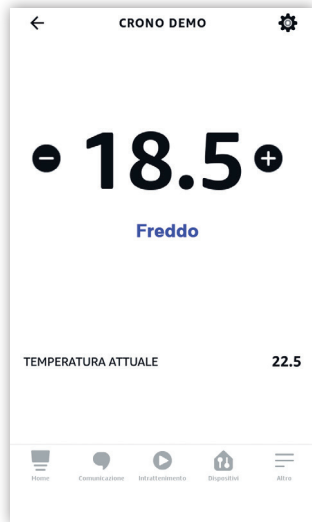 CRONO DEMO
18.5
Freddo
TEMPERATURA ATTUALE 22.5
Home Comunicazione Intrattenimento Dispositivi Altro